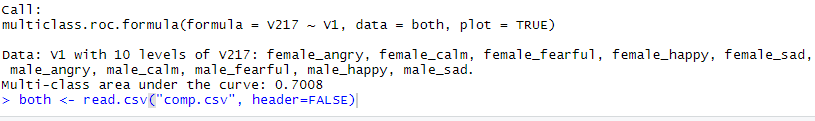 Call:
multiclass.roc.formula(formula = V217 ~ V1, data = both, plot = TRUE)
Data: V1 with 10 levels of V217: female_angry, female_calm, female_fearful, female_happy, female_sad,
male_angry, male_calm, male_fearful, male_happy, male_sad.
Multi-class area under the curve: 0.7008
> both <- read.csv("comp.csv", header=FALSE)